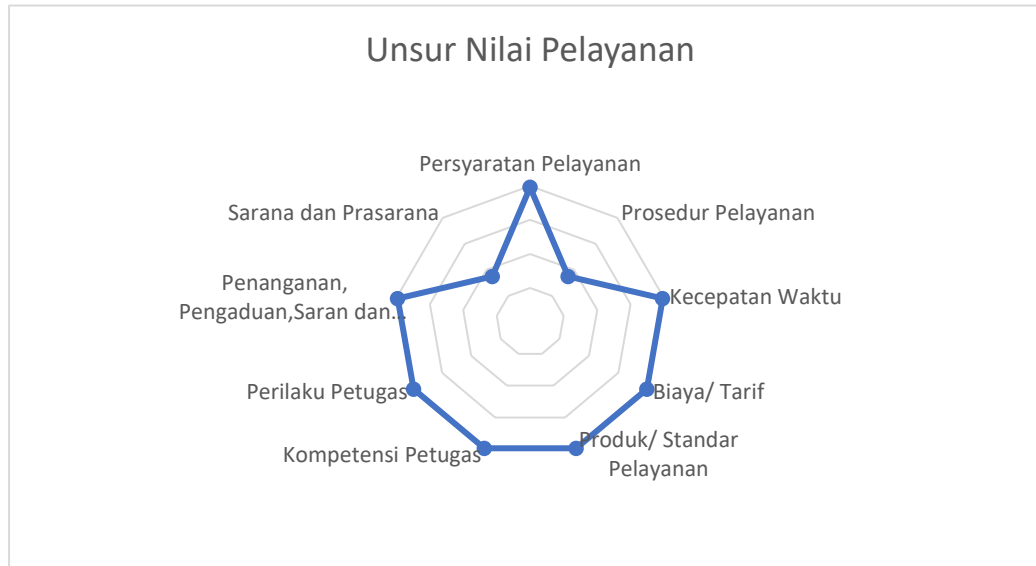 Unsur Nilai Pelayanan
Persyaratan Pelayanan
Prosedur Pelayanan
Kecepatan Waktu
Biaya/ Tarif
Produk/ Standar
Pelayanan
Kompetensi Petugas
Perilaku Petugas
Penanganan,
Pengaduan,Saran dan...
Sarana dan Prasarana